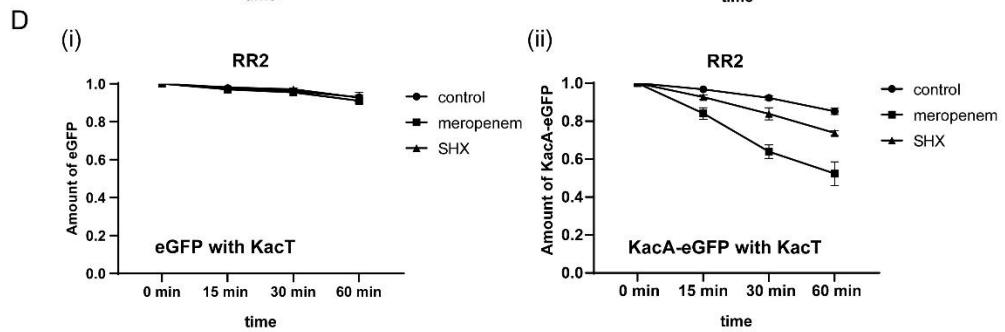 time
time
D
(i)
RR2
1.0
0.8
0.6
0.4
0.2
0.0
Amount of eGFP
control
meropenem
SHX
eGFP with KacT
0 min 15 min 30 min 60 min
time
(ii)
RR2
1.0
0.8
0.6
0.4
0.2
0.0
Amount of KacA-eGFP
control
meropenem
SHX
KacA-eGFP with KacT
0 min 15 min 30 min 60 min
time